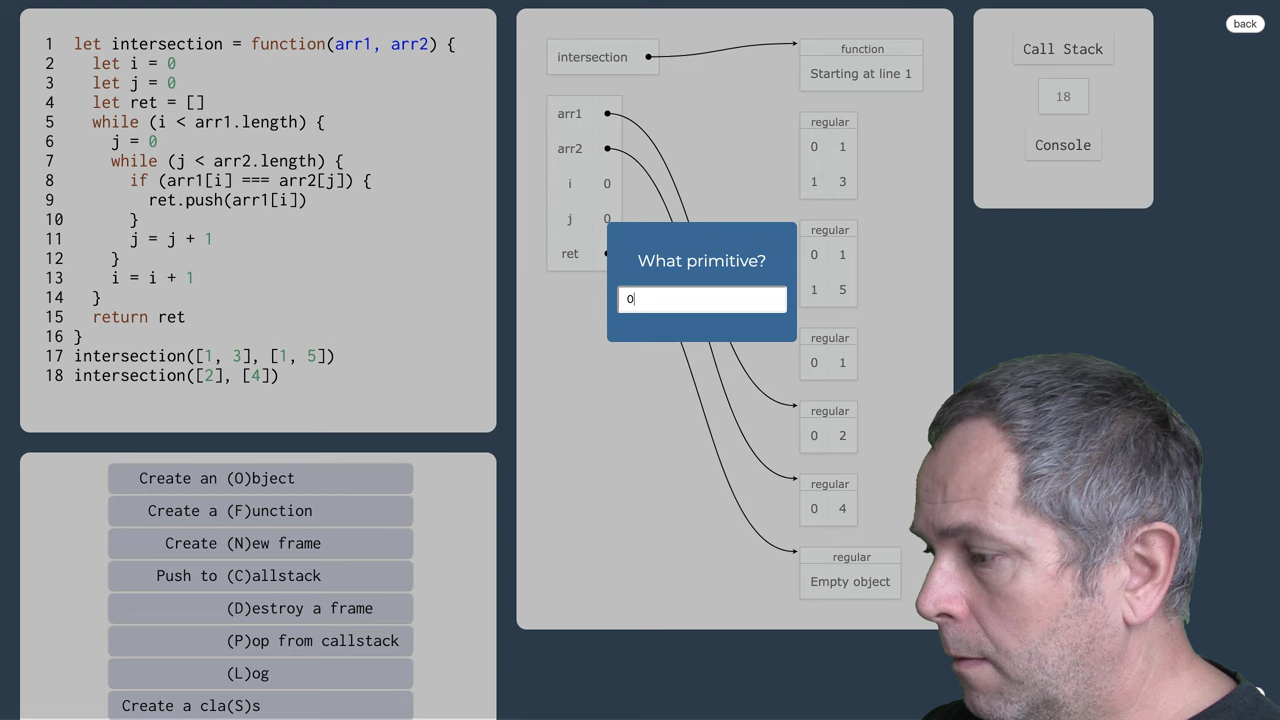 1 let intersection = function(arr1, arr2) {
2 let i = 0
3 let j = 0
4 let ret = []
5 while (i < arr1.length) {
6 j = 0
7 while (j < arr2.length) {
8 if (arr1[i] === arr2[j]) {
9 ret.push(arr1[i])
10 }
11 j = j + 1
12 }
13 i = i + 1
14 }
15 return ret
16 }
17 intersection([1, 3], [1, 5])
18 intersection([2], [4])
Create an (O)bject
Create a (F)unction
Create (N)ew frame
Push to (C)allstack
(D)estroy a frame
(P)op from callstack
(L)og
Create a cla(S)s
intersection
arr1
arr2
i 0
j 0
ret
What primitive?
0
function
Starting at line 1
regular
0 1
1 3
regular
0 1
1 5
regular
0 1
regular
0 2
regular
0 4
regular
Empty object
Call Stack
18
Console
back